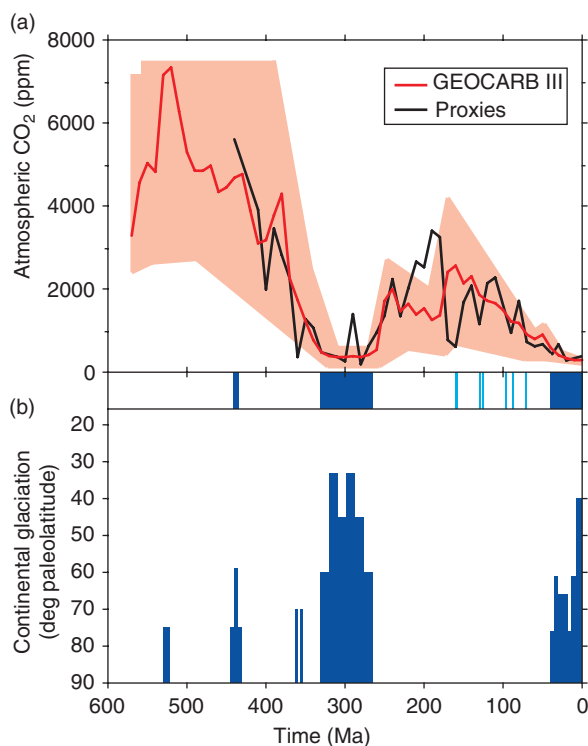 (a)
8000
6000
4000
2000
0
Atmospheric CO₂ (ppm)
GEOCARB III
Proxies
(b)
20
30
40
50
60
70
80
90
Continental glaciation
(deg paleolatitude)
600 500 400 300 200 100 0
Time (Ma)